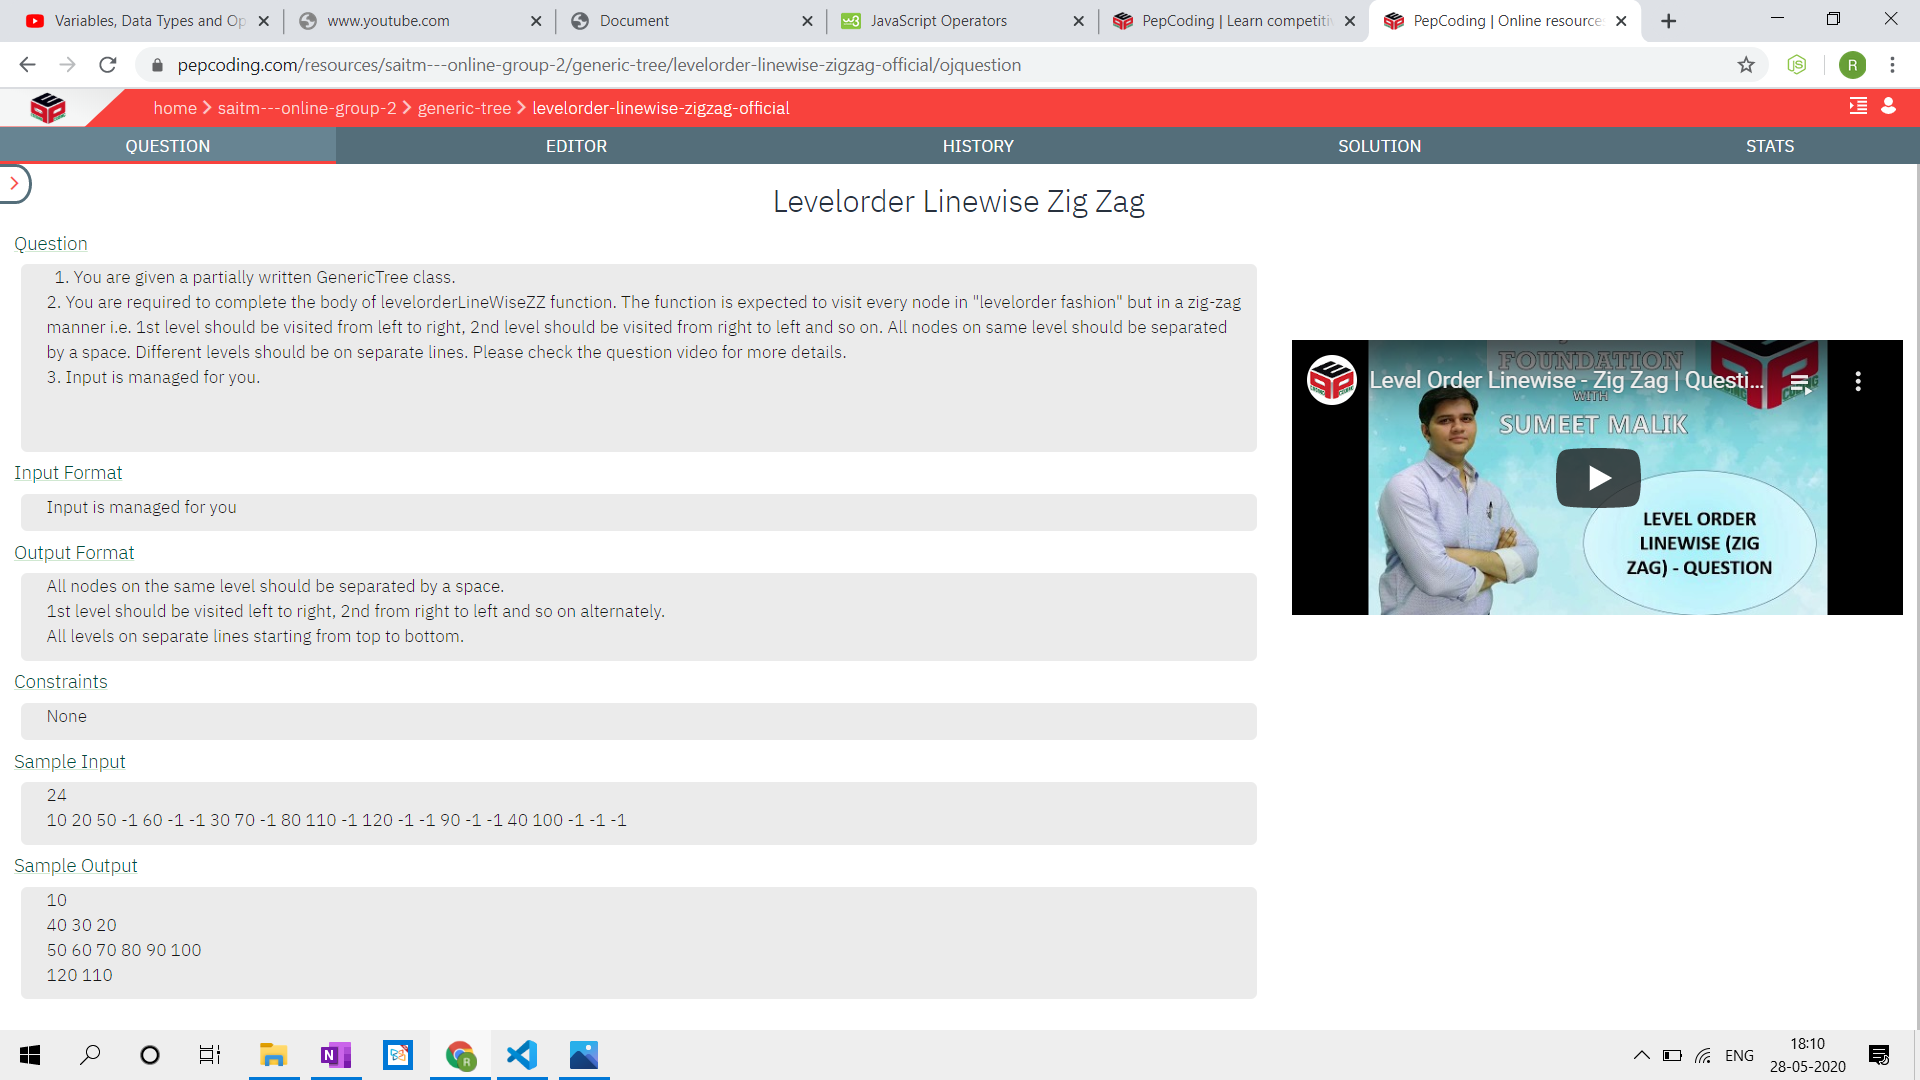 Variables, Data Types and Op
www.youtube.com
Document
JavaScript Operators
PepCoding | Learn competitiv
PepCoding | Online resource
pepcoding.com/resources/saitm---online-group-2/generic-tree/levelorder-linewise-zigzag-official/ojquestion
R
home > saitm---online-group-2 > generic-tree > levelorder-linewise-zigzag-official
QUESTION
EDITOR
HISTORY
SOLUTION
STATS
Levelorder Linewise Zig Zag
Question
1. You are given a partially written GenericTree class.
2. You are required to complete the body of levelorderLineWiseZZ function. The function is expected to visit every node in "levelorder fashion" but in a zig-zag
manner i.e. 1st level should be visited from left to right, 2nd level should be visited from right to left and so on. All nodes on same level should be separated
by a space. Different levels should be on separate lines. Please check the question video for more details.
3. Input is managed for you.
FOUNDATION
Level Order Linewise - Zig Zag | Questi...
WITH
SUMEET MALIK
LEVEL ORDER
LINEWISE (ZIG
ZAG) - QUESTION
Input Format
Input is managed for you
Output Format
All nodes on the same level should be separated by a space.
1st level should be visited left to right, 2nd from right to left and so on alternately.
All levels on separate lines starting from top to bottom.
Constraints
None
Sample Input
24
10 20 50 -1 60 -1 -1 30 70 -1 80 110 -1 120 -1 -1 90 -1 -1 40 100 -1 -1 -1
Sample Output
10
40 30 20
50 60 70 80 90 100
120 110
ENG
18:10
28-05-2020